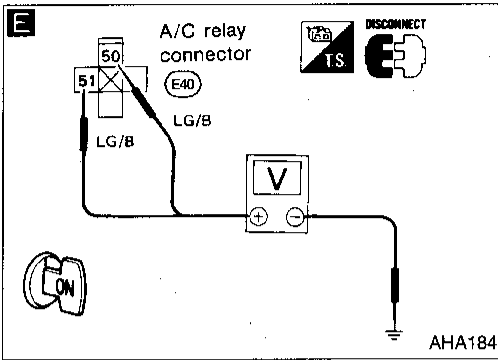 E
A/C relay
connector
E40
50
51
LG/B
LG/B
T.S.
DISCONNECT
V
+ −
ON
AHA184